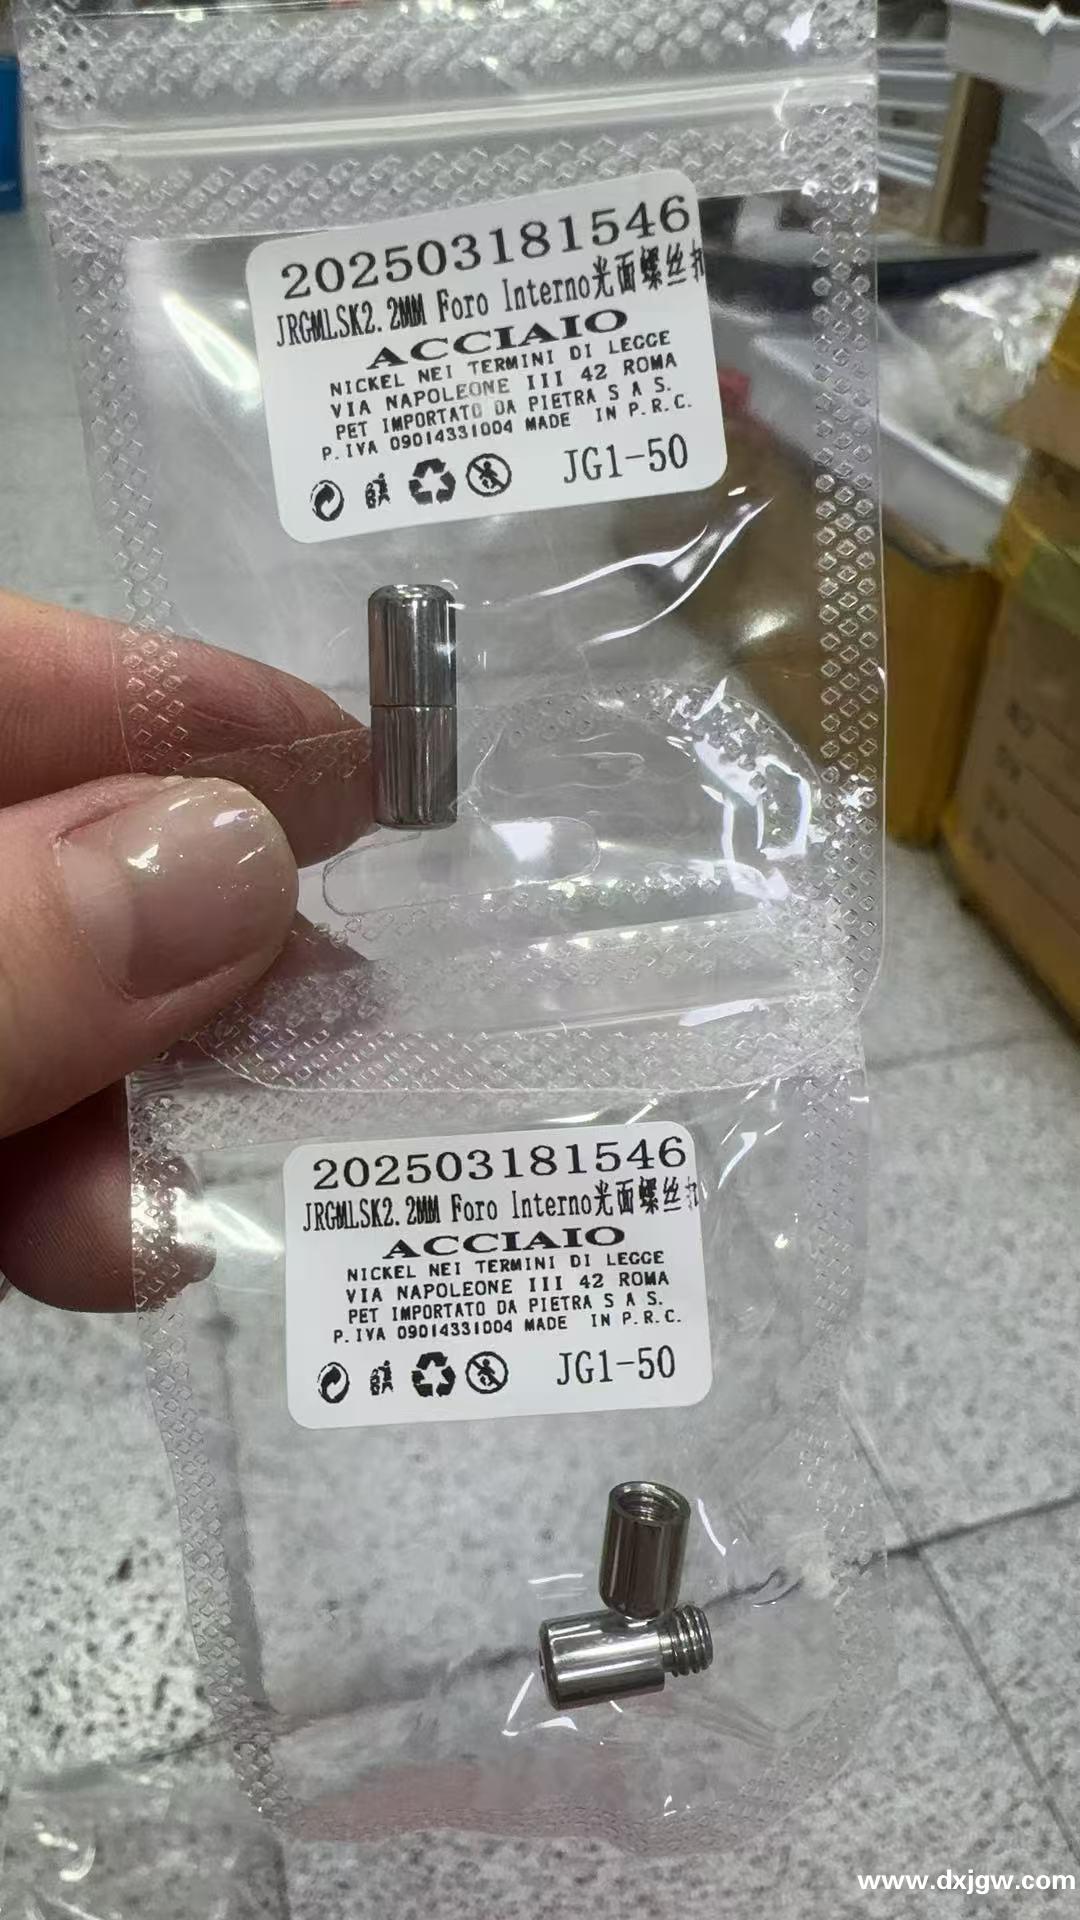 202503181546
JRGMLSK2.2MM Foro Interno光面螺丝扣
ACCIAIO
NICKEL NEI TERMINI DI LEGGE
VIA NAPOLEONE III 42 ROMA
PET IMPORTATO DA PIETRA S A S.
P.IVA 09014331004 MADE IN P.R.C.
JG1-50
202503181546
JRGMLSK2.2MM Foro Interno光面螺丝
ACCIAIO
NICKEL NEI TERMINI DI LEGGE
VIA NAPOLEONE III 42 ROMA
PET IMPORTATO DA PIETRA S A S.
P.IVA 09014331004 MADE IN P.R.C.
JG1-50
www.dxjgw.com